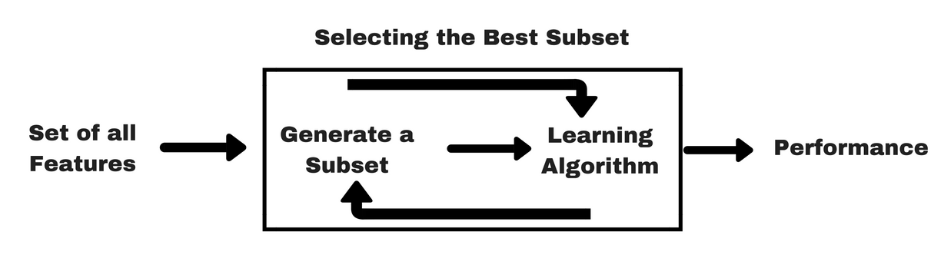 Selecting the Best Subset
Set of all
Features
Generate a
Subset
Learning
Algorithm
Performance